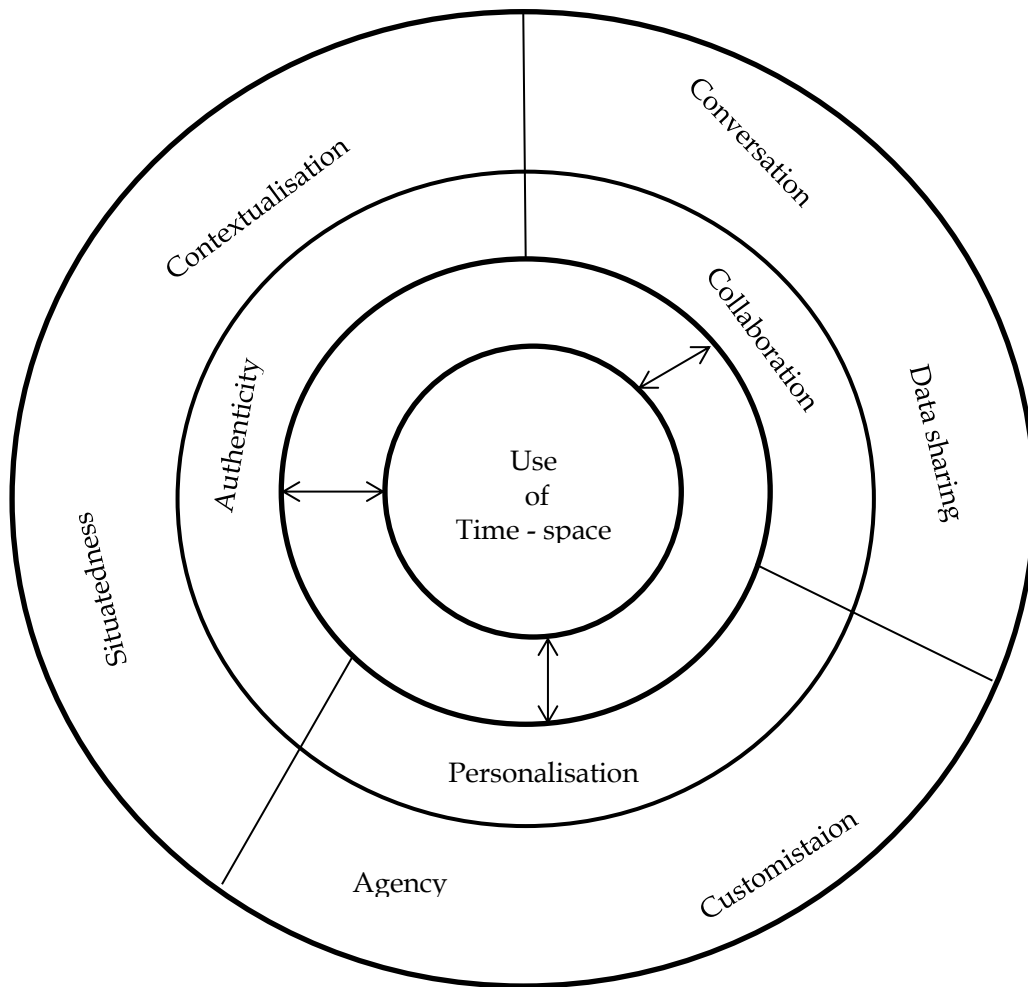 Conversation
Contextualisation
Collaboration
Authenticity
Data sharing
Use
of
Time - space
Situatedness
Personalisation
Customistaion
Agency